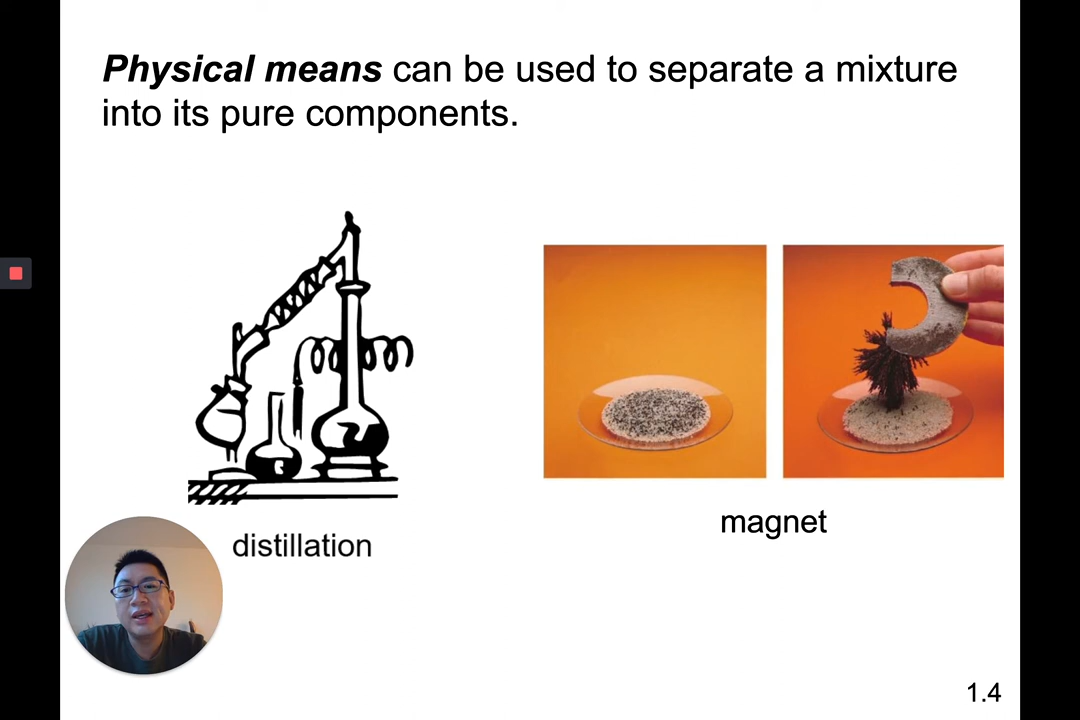 Physical means can be used to separate a mixture
into its pure components.
distillation
magnet
1.4